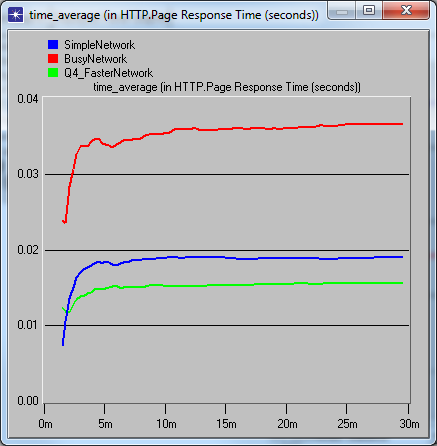 time_average (in HTTP.Page Response Time (seconds))
SimpleNetwork
BusyNetwork
Q4_FasterNetwork
time_average (in HTTP.Page Response Time (seconds))
0.04
0.03
0.02
0.01
0.00
0m 5m 10m 15m 20m 25m 30m